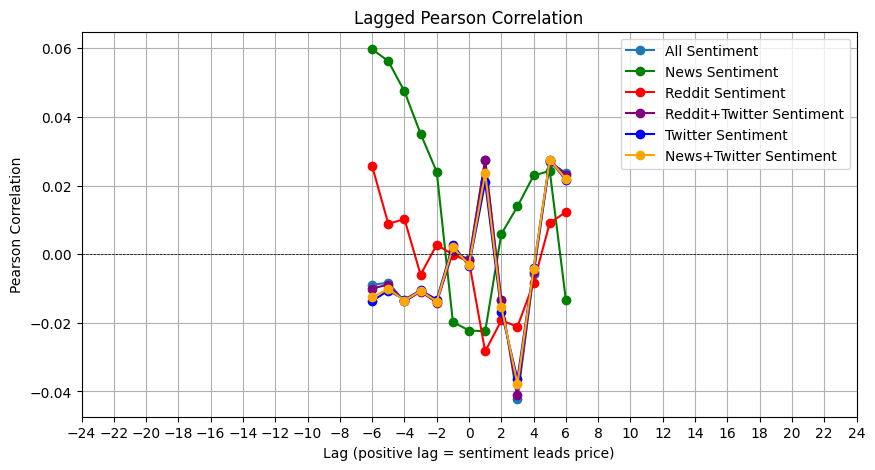 Lagged Pearson Correlation
All Sentiment
News Sentiment
Reddit Sentiment
Reddit+Twitter Sentiment
Twitter Sentiment
News+Twitter Sentiment
Pearson Correlation
0.06
0.04
0.02
0.00
−0.02
−0.04
−24 −22 −20 −18 −16 −14 −12 −10 −8 −6 −4 −2 0 2 4 6 8 10 12 14 16 18 20 22 24
Lag (positive lag = sentiment leads price)